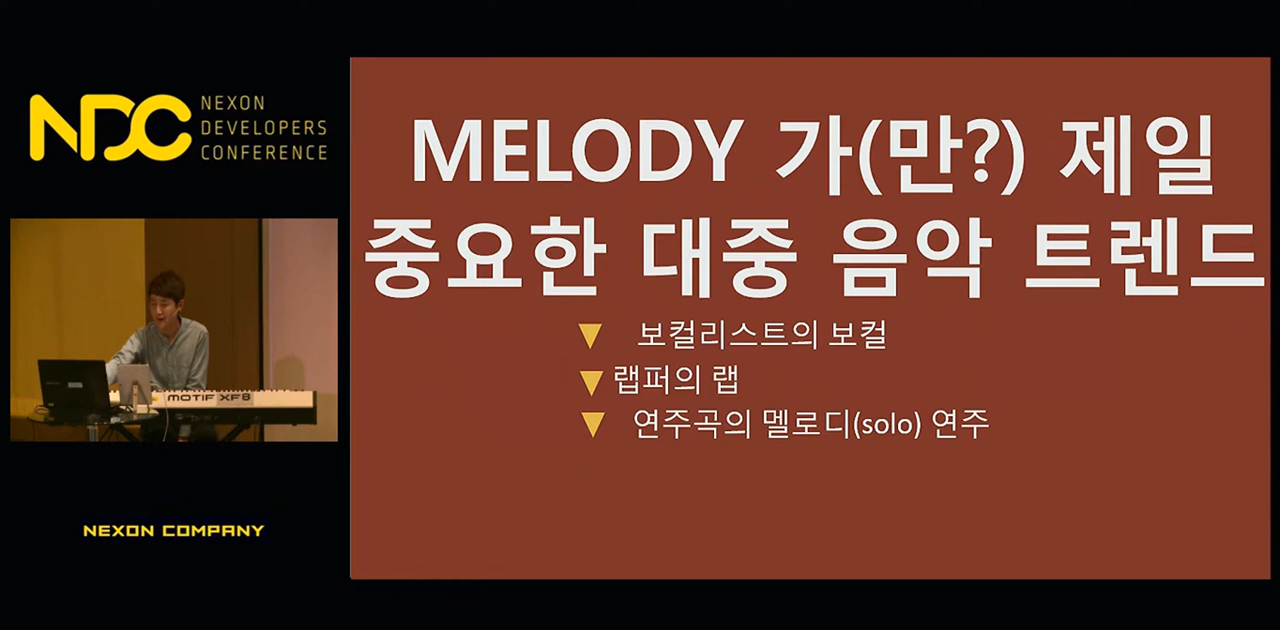 NDC
NEXON
DEVELOPERS
CONFERENCE
MELODY 가(만?) 제일
중요한 대중 음악 트렌드
▼ 보컬리스트의 보컬
▼ 랩퍼의 랩
▼ 연주곡의 멜로디(solo) 연주
MOTIF XF8
NEXON COMPANY